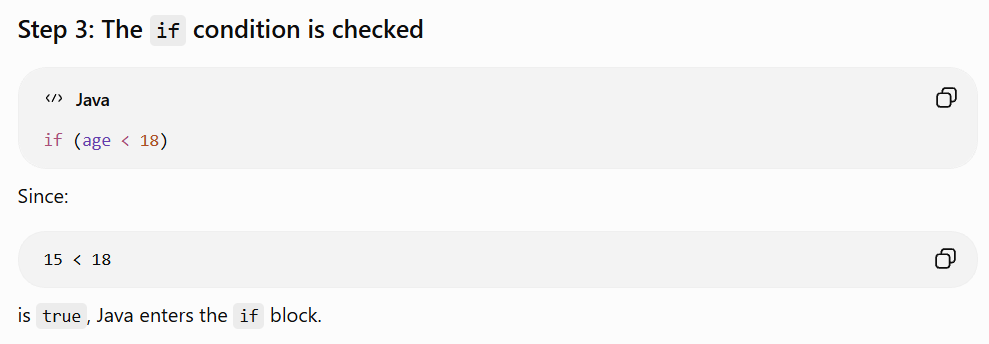 Step 3: The if condition is checked
</> Java
if (age < 18)
Since:
15 < 18
is true, Java enters the if block.